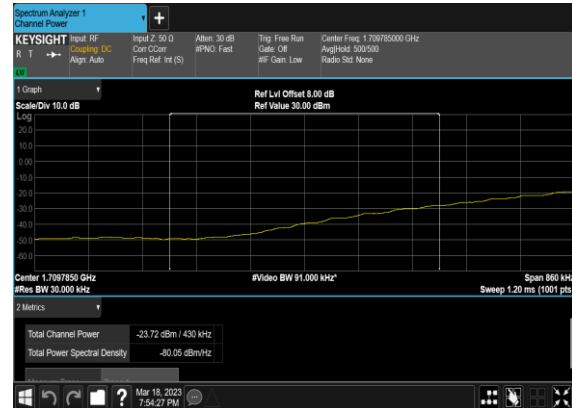 Spectrum Analyzer 1
Channel Power
KEYSIGHT Input: RF Input Z: 50 Ω Atten: 30 dB Trig: Free Run Center Freq: 1.709785000 GHz
R T Coupling: DC Corr CCorr #PNO: Fast Gate: Off Avg|Hold: 500/500
Align: Auto Freq Ref: Int (S) #IF Gain: Low Radio Std: None
1 Graph
Ref Lvl Offset 8.00 dB
Scale/Div 10.0 dB Ref Value 30.00 dBm
Log
20.0
10.0
0.00
-10.0
-20.0
-30.0
-40.0
-50.0
-60.0
Center 1.7097850 GHz #Video BW 91.000 kHz* Span 860 kHz
#Res BW 30.000 kHz Sweep 1.20 ms (1001 pts
2 Metrics
Total Channel Power -23.72 dBm / 430 kHz
Total Power Spectral Density -80.05 dBm/Hz
Mar 18, 2023
7:54:27 PM